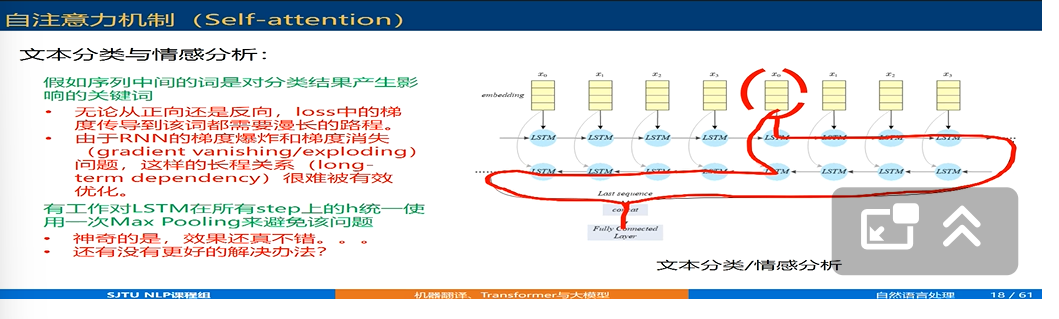 自注意力机制（Self-attention）
文本分类与情感分析：
假如序列中间的词是对分类结果产生影
响的关键词
• 无论从正向还是反向，loss中的梯
度传导到该词都需要漫长的路程。
• 由于RNN的梯度爆炸和梯度消失
（gradient vanishing/exploding）
问题，这样的长程关系（long-
term dependency）很难被有效
优化。
有工作对LSTM在所有step上的h统一使
用一次Max Pooling来避免该问题
• 神奇的是，效果还真不错。。。
• 还有没有更好的解决办法？
x₀ x₁ x₂ x₃ x₀ x₁ x₂ x₃
embedding
LSTM LSTM LSTM LSTM LSTM LSTM LSTM LSTM
LSTM LSTM LSTM LSTM LSTM LSTM LSTM LSTM
Last sequence
concat
Fully Connected
Layer
文本分类/情感分析
SJTU NLP课程组 机器翻译、Transformer与大模型 自然语言处理 18 / 61